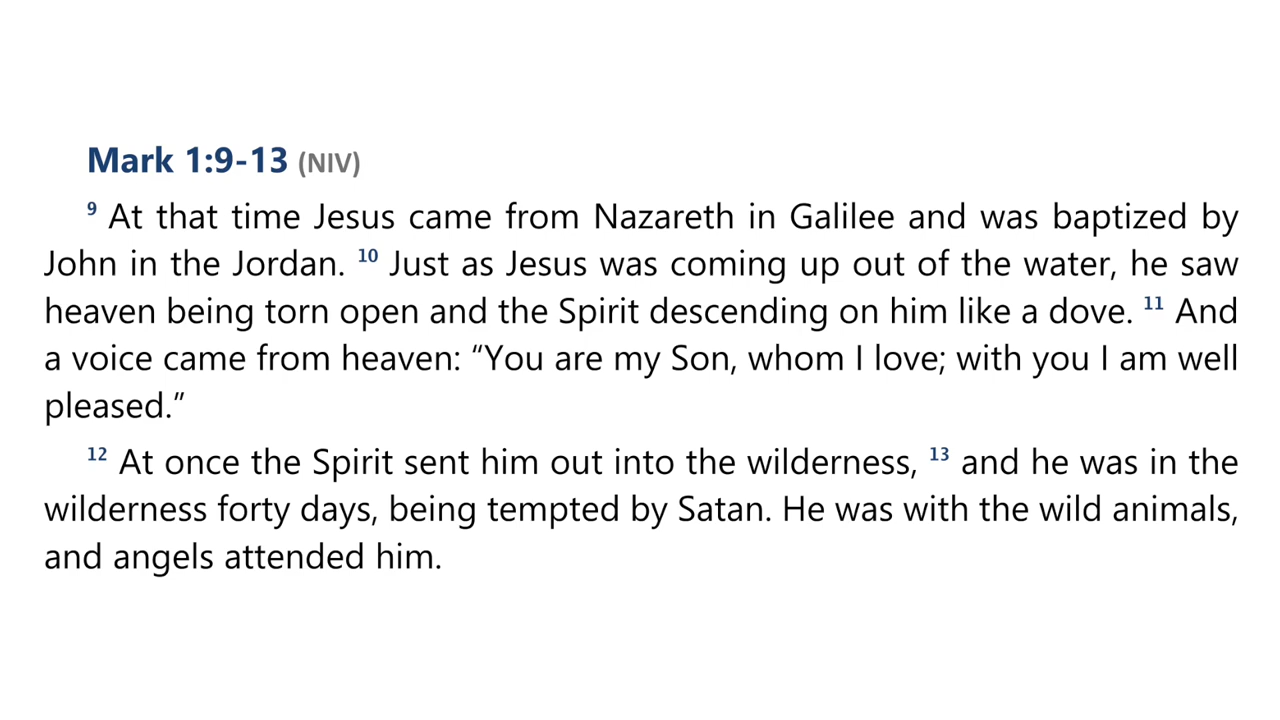 Mark 1:9-13 (NIV)
9 At that time Jesus came from Nazareth in Galilee and was baptized by
John in the Jordan. 10 Just as Jesus was coming up out of the water, he saw
heaven being torn open and the Spirit descending on him like a dove. 11 And
a voice came from heaven: “You are my Son, whom I love; with you I am well
pleased.”
12 At once the Spirit sent him out into the wilderness, 13 and he was in the
wilderness forty days, being tempted by Satan. He was with the wild animals,
and angels attended him.